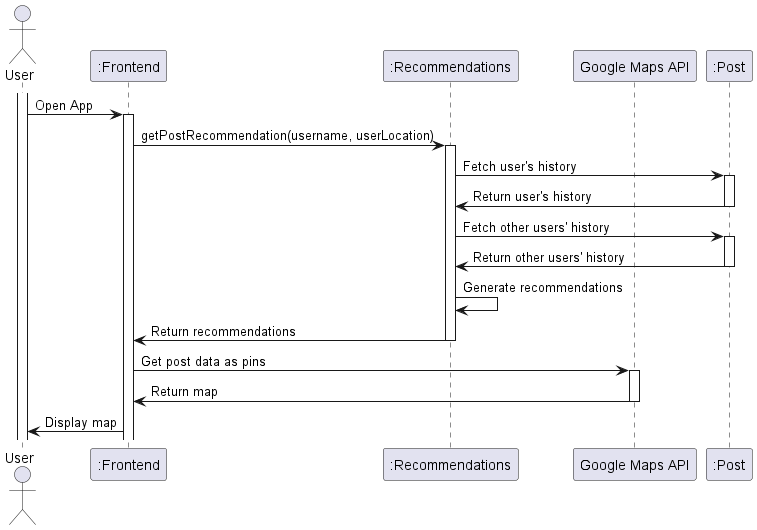 User
:Frontend
:Recommendations
Google Maps API
:Post
Open App
getPostRecommendation(username, userLocation)
Fetch user's history
Return user's history
Fetch other users' history
Return other users' history
Generate recommendations
Return recommendations
Get post data as pins
Return map
Display map
User
:Frontend
:Recommendations
Google Maps API
:Post